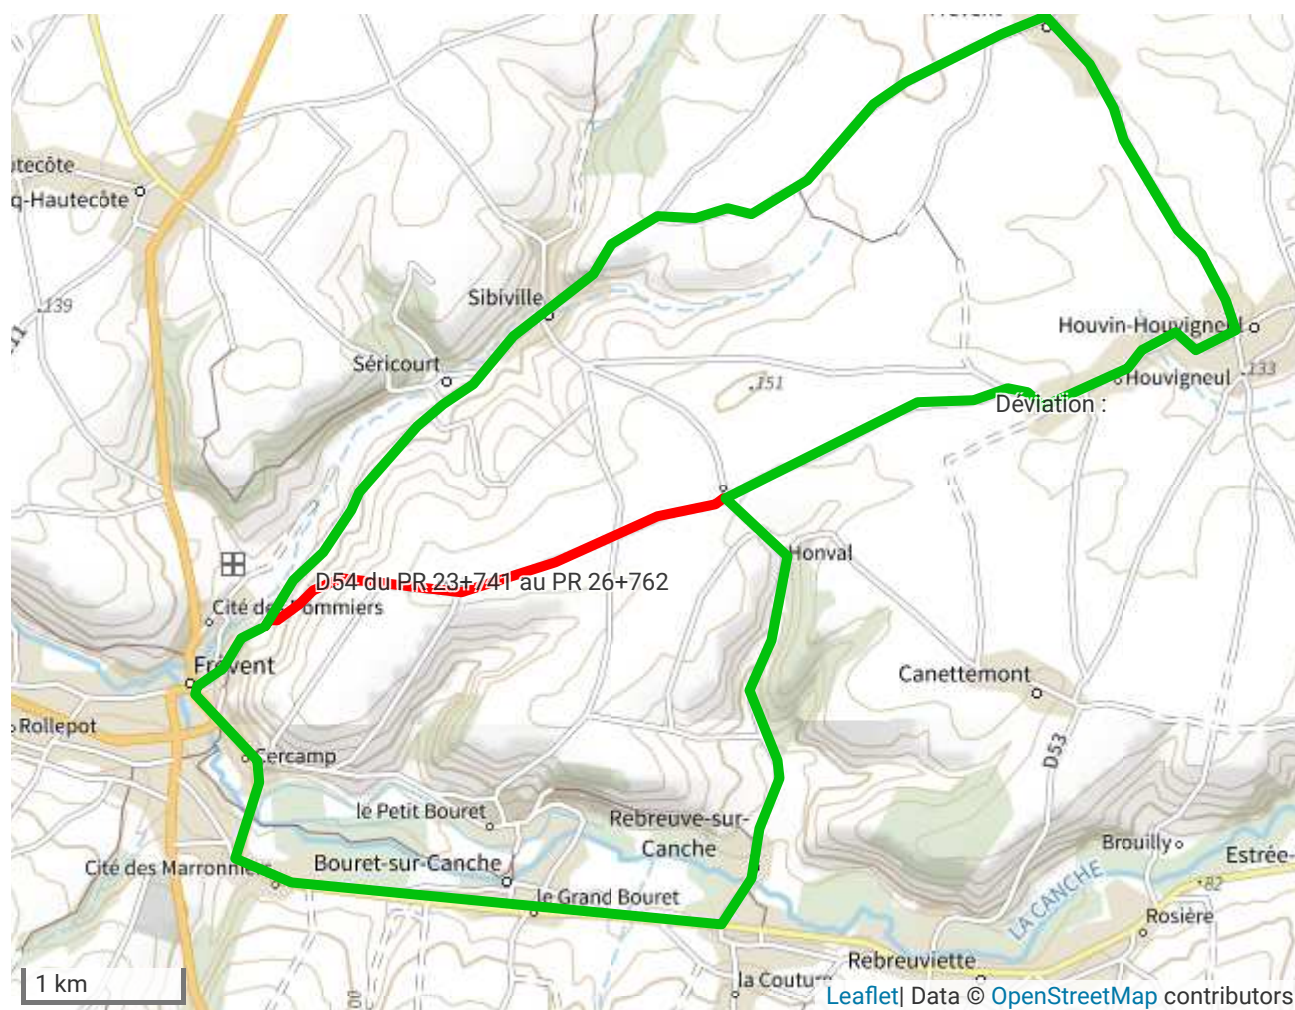 utecôte
q-Hautecôte
139
Sibiville
Séricourt
Houvin-Houvigneul
Houvigneul
133
151
Déviation :
Honval
D54 du PR 23+741 au PR 26+762
Cité des Pommiers
Frévent
Rollepot
Cercamp
Canettemont
D53
le Petit Bouret
Rebreuve-sur-
Canche
Bouret-sur-Canche
Cité des Marronniers
le Grand Bouret
Brouilly
Estrée-
82
LA CANCHE
Rosière
Rebreuviette
la Couture
1 km
Leaflet| Data © OpenStreetMap contributors